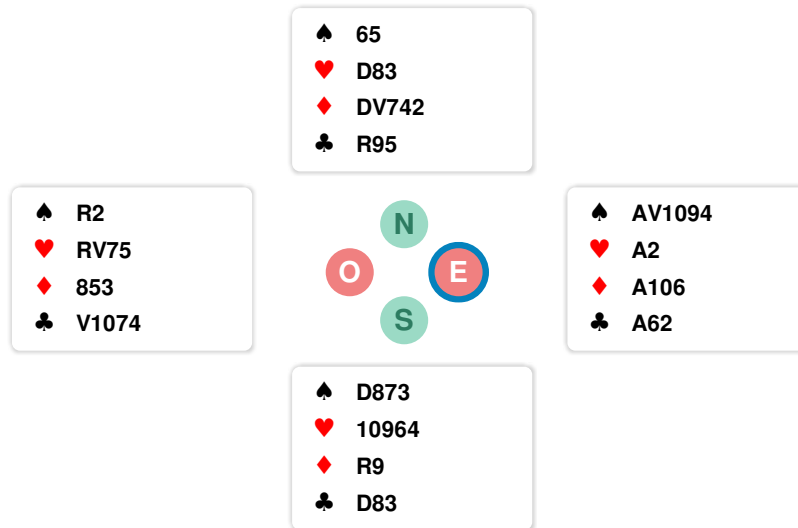 ♠ 65
♥ D83
♦ DV742
♣ R95
♠ R2
♥ RV75
♦ 853
♣ V1074
N
O
E
S
♠ AV1094
♥ A2
♦ A106
♣ A62
♠ D873
♥ 10964
♦ R9
♣ D83